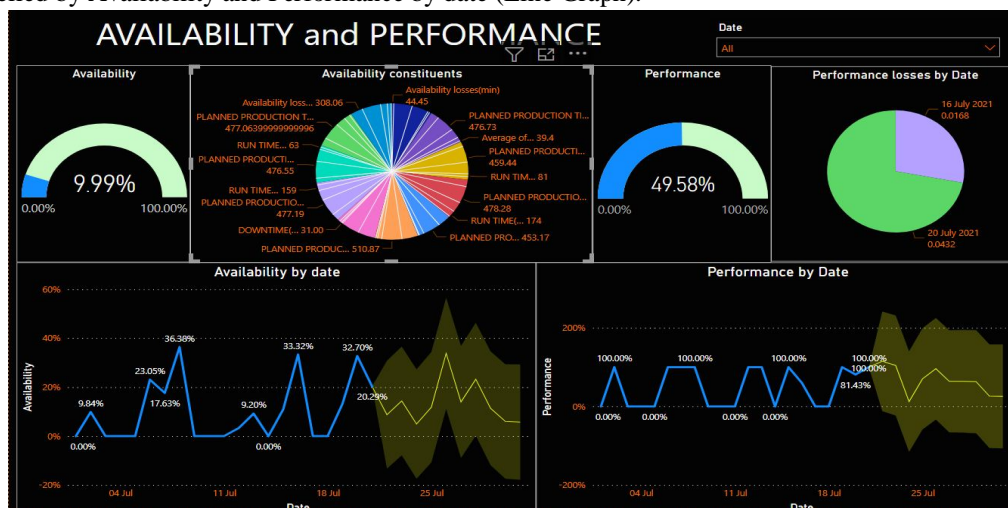 AVAILABILITY and PERFORMANCE
Date
All
Availability
9.99%
0.00%
100.00%
Availability constituents
Availability losses(min)
44.45
Availability loss... 308.06
PLANNED PRODUCTION T...
477.06399999999996
RUN TIME... 63
PLANNED PRODUCTI...
476.55
RUN TIME... 159
PLANNED PRODUCTIO...
477.19
DOWNTIME(... 31.00
PLANNED PRODUC... 510.87
PLANNED PRODUCTION TI...
476.73
Average of... 39.4
PLANNED PRODUCTI...
459.44
RUN TIM... 81
PLANNED PRODUCTIO...
478.28
RUN TIME(... 174
PLANNED PRO... 453.17
Performance
49.58%
0.00%
100.00%
Performance losses by Date
16 July 2021
0.0168
20 July 2021
0.0432
Availability by date
Availability
60%
40%
20%
0%
-20%
9.84%
0.00%
23.05%
17.63%
36.38%
9.20%
0.00%
33.32%
32.70%
20.29%
04 Jul
11 Jul
18 Jul
25 Jul
Date
Performance by Date
Performance
200%
0%
-200%
100.00%
0.00%
0.00%
100.00%
0.00%
100.00%
0.00%
100.00%
100.00%
81.43%
04 Jul
11 Jul
18 Jul
25 Jul
Date